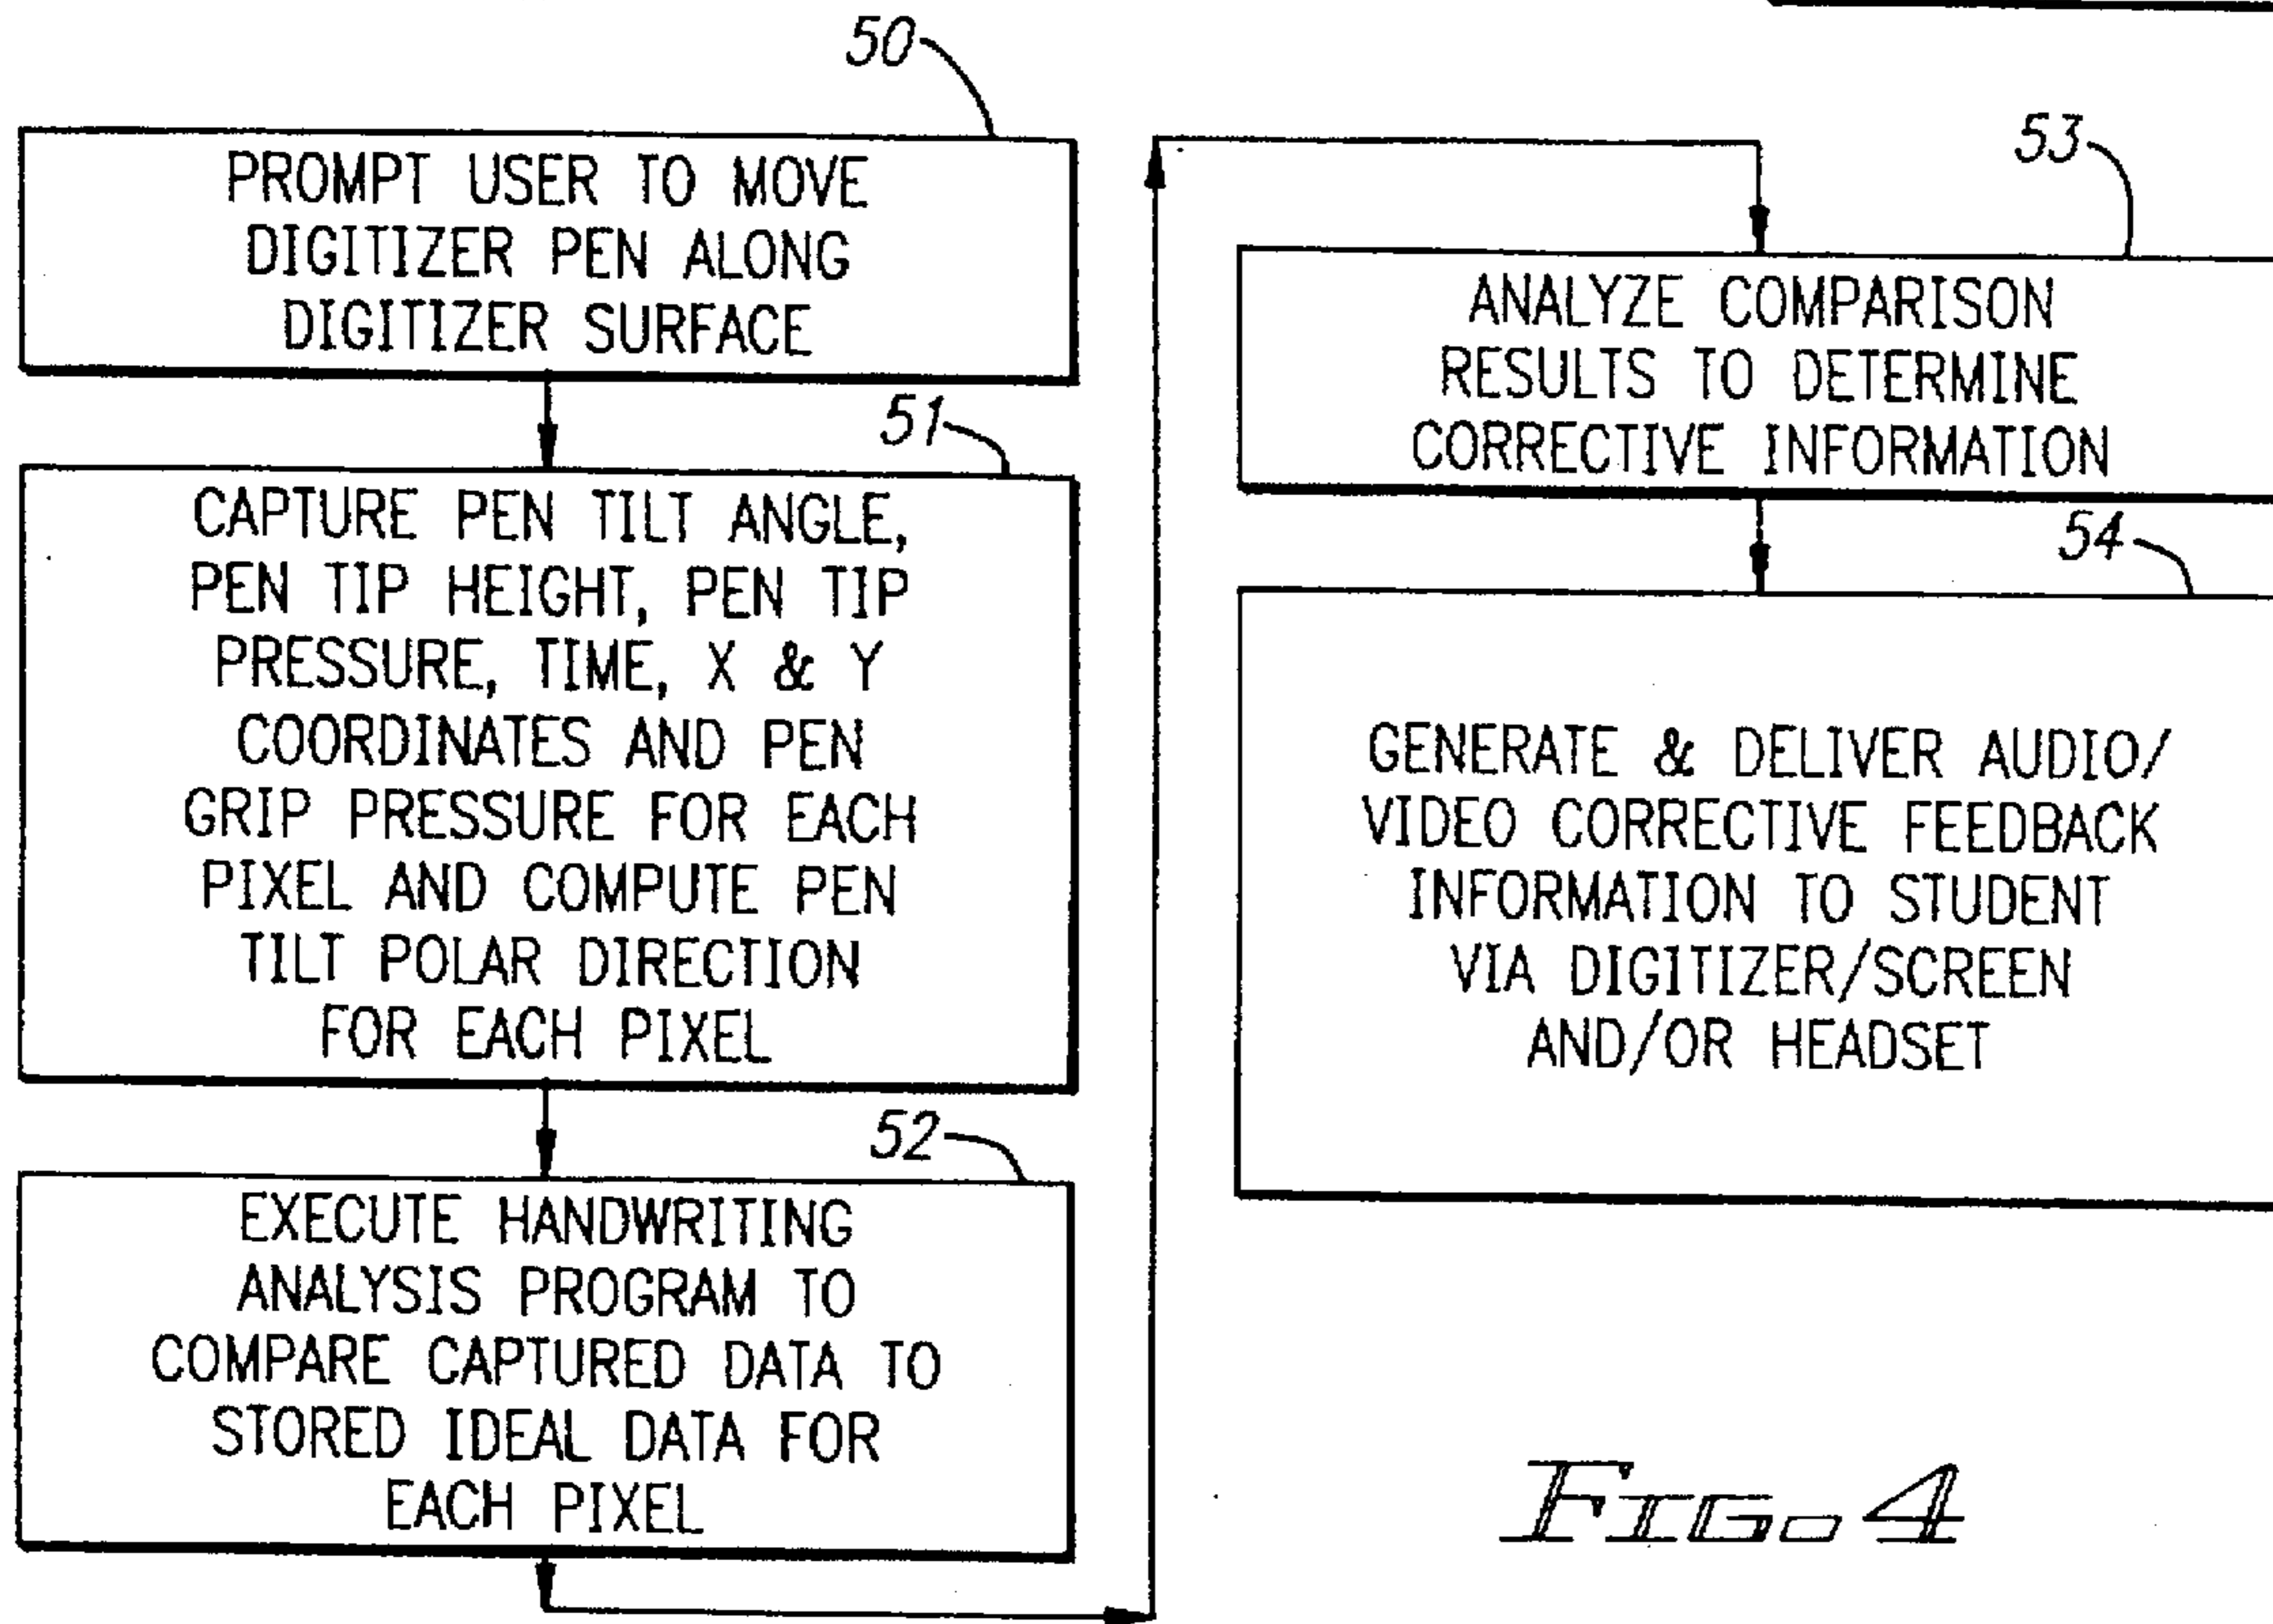 50
PROMPT USER TO MOVE
DIGITIZER PEN ALONG
DIGITIZER SURFACE
51
CAPTURE PEN TILT ANGLE,
PEN TIP HEIGHT, PEN TIP
PRESSURE, TIME, X & Y
COORDINATES AND PEN
GRIP PRESSURE FOR EACH
PIXEL AND COMPUTE PEN
TILT POLAR DIRECTION
FOR EACH PIXEL
52
EXECUTE HANDWRITING
ANALYSIS PROGRAM TO
COMPARE CAPTURED DATA TO
STORED IDEAL DATA FOR
EACH PIXEL
53
ANALYZE COMPARISON
RESULTS TO DETERMINE
CORRECTIVE INFORMATION
54
GENERATE & DELIVER AUDIO/
VIDEO CORRECTIVE FEEDBACK
INFORMATION TO STUDENT
VIA DIGITIZER/SCREEN
AND/OR HEADSET
FIG. 4